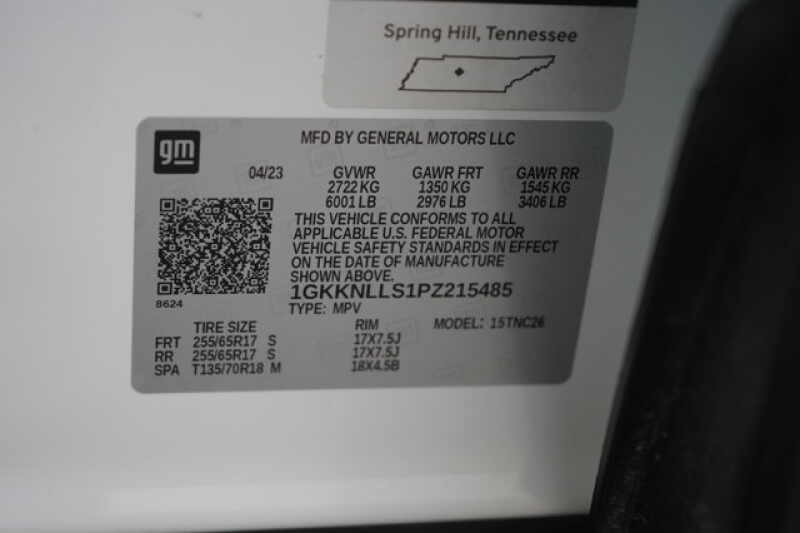 Spring Hill, Tennessee
gm
MFD BY GENERAL MOTORS LLC
04/23 GVWR GAWR FRT GAWR RR
2722 KG 1350 KG 1545 KG
6001 LB 2976 LB 3406 LB
THIS VEHICLE CONFORMS TO ALL
APPLICABLE U.S. FEDERAL MOTOR
VEHICLE SAFETY STANDARDS IN EFFECT
ON THE DATE OF MANUFACTURE
SHOWN ABOVE.
1GKKNLLS1PZ215485
8624
TYPE: MPV
TIRE SIZE RIM MODEL: 15TNC26
FRT 255/65R17 S 17X7.5J
RR 255/65R17 S 17X7.5J
SPA T135/70R18 M 18X4.5B